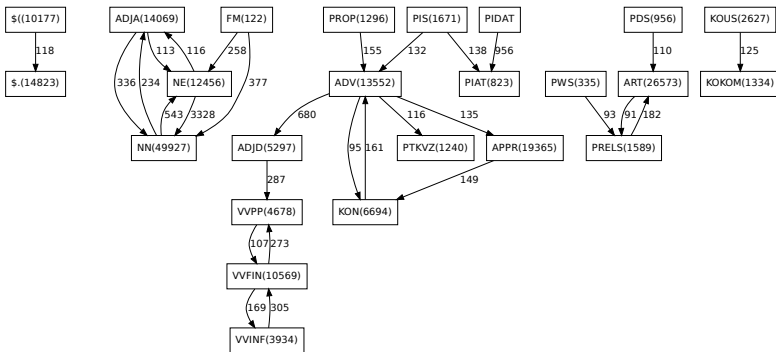 $((10177) ADJA(14069) FM(122) PROP(1296) PIS(1671) PIDAT PDS(956) KOUS(2627)
118 113 116 258 155 132 138 956 110 125
$.(14823) NE(12456) ADV(13552) PIAT(823) PWS(335) ART(26573) KOKOM(1334)
336 234 377
543 3328 680 95 161 116 135 93 91 182
NN(49927) ADJD(5297) PTKVZ(1240) APPR(19365) PRELS(1589)
287 149
VVPP(4678) KON(6694)
107 273
VVFIN(10569)
169 305
VVINF(3934)